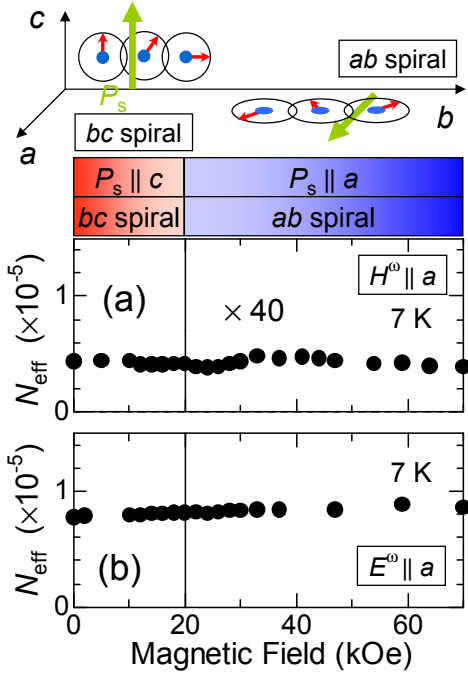 c
ab spiral
P_s
b
bc spiral
a
P_s ∥ c P_s ∥ a
bc spiral ab spiral
H^ω ∥ a
(a) × 40
7 K
1
0
N_eff (×10^-5)
7 K
1
(b) E^ω ∥ a
0
N_eff (×10^-5)
0 20 40 60
Magnetic Field (kOe)